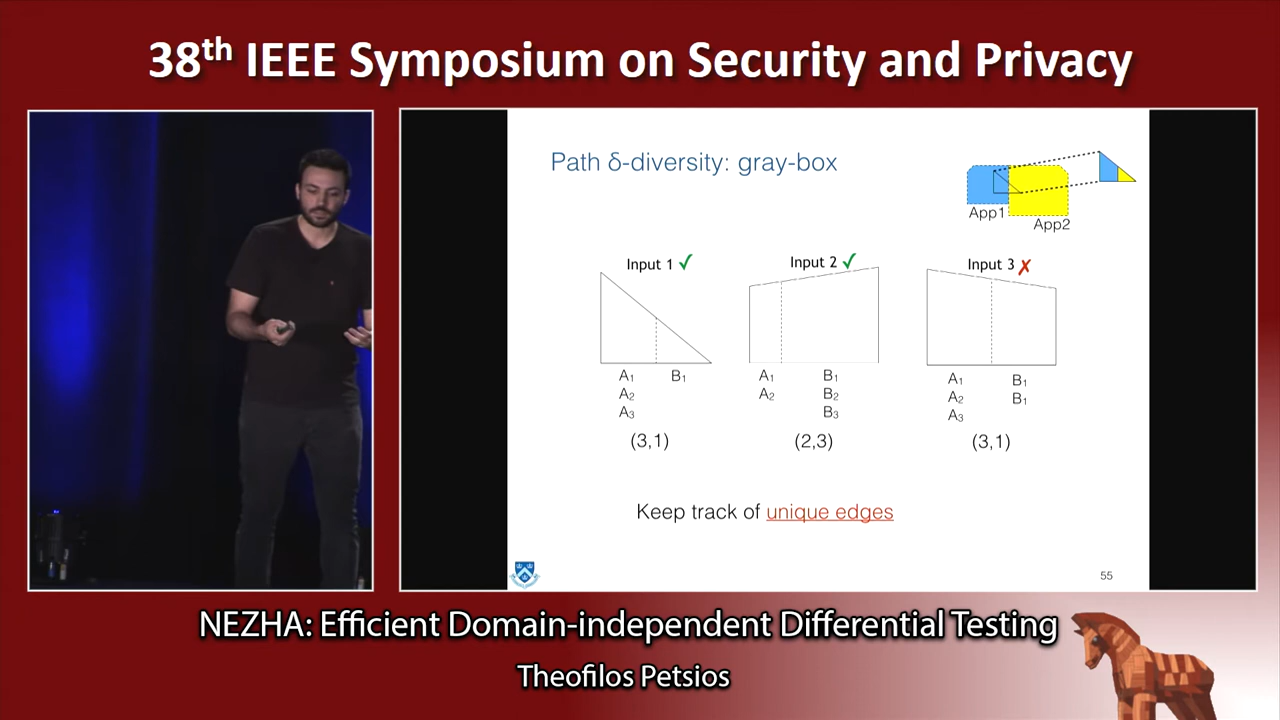 38th IEEE Symposium on Security and Privacy
Path δ-diversity: gray-box
App1
App2
Input 1 ✓
Input 2 ✓
Input 3 ✗
A1 B1
A2
A3
(3,1)
A1 B1
A2 B2
B3
(2,3)
A1 B1
A2 B1
A3
(3,1)
Keep track of unique edges
55
NEZHA: Efficient Domain-independent Differential Testing
Theofilos Petsios